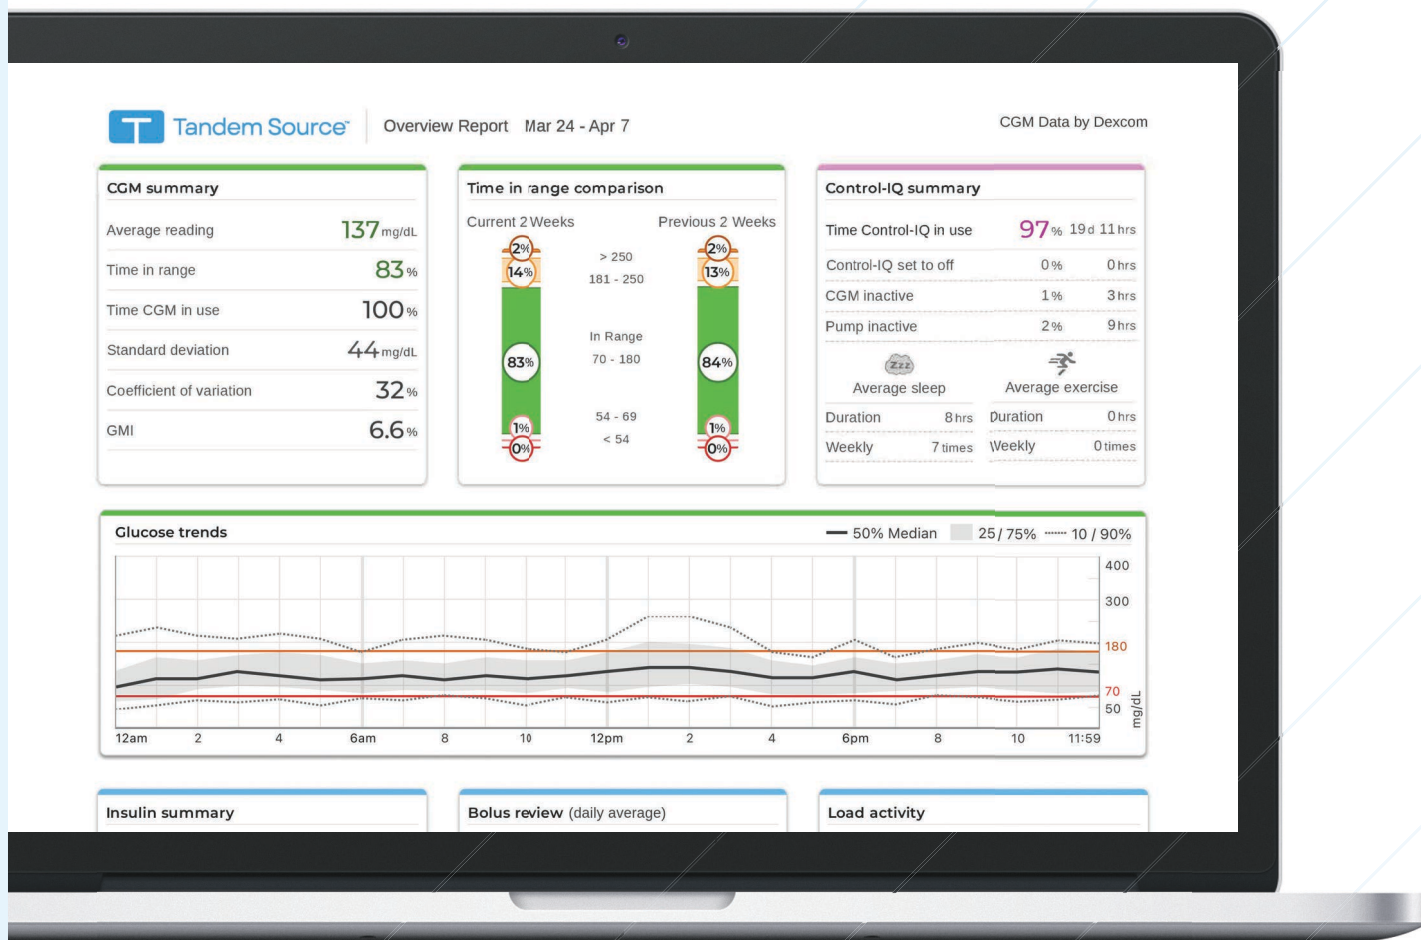 Tandem Source™ Overview Report Mar 24 - Apr 7
CGM Data by Dexcom
CGM summary
Average reading 137 mg/dL
Time in range 83 %
Time CGM in use 100 %
Standard deviation 44 mg/dL
Coefficient of variation 32 %
GMI 6.6 %
Time in range comparison
Current 2 Weeks Previous 2 Weeks
2% > 250 2%
14% 181 - 250 13%
In Range
83% 70 - 180 84%
1% 54 - 69 1%
0% < 54 0%
Control-IQ summary
Time Control-IQ in use 97 % 19 d 11 hrs
Control-IQ set to off 0 % 0 hrs
CGM inactive 1 % 3 hrs
Pump inactive 2 % 9 hrs
Zzz
Average sleep Average exercise
Duration 8 hrs Duration 0 hrs
Weekly 7 times Weekly 0 times
Glucose trends
50% Median 25 / 75% 10 / 90%
400
300
180
70
50
mg/dL
12am 2 4 6am 8 10 12pm 2 4 6pm 8 10 11:59
Insulin summary
Bolus review (daily average)
Load activity